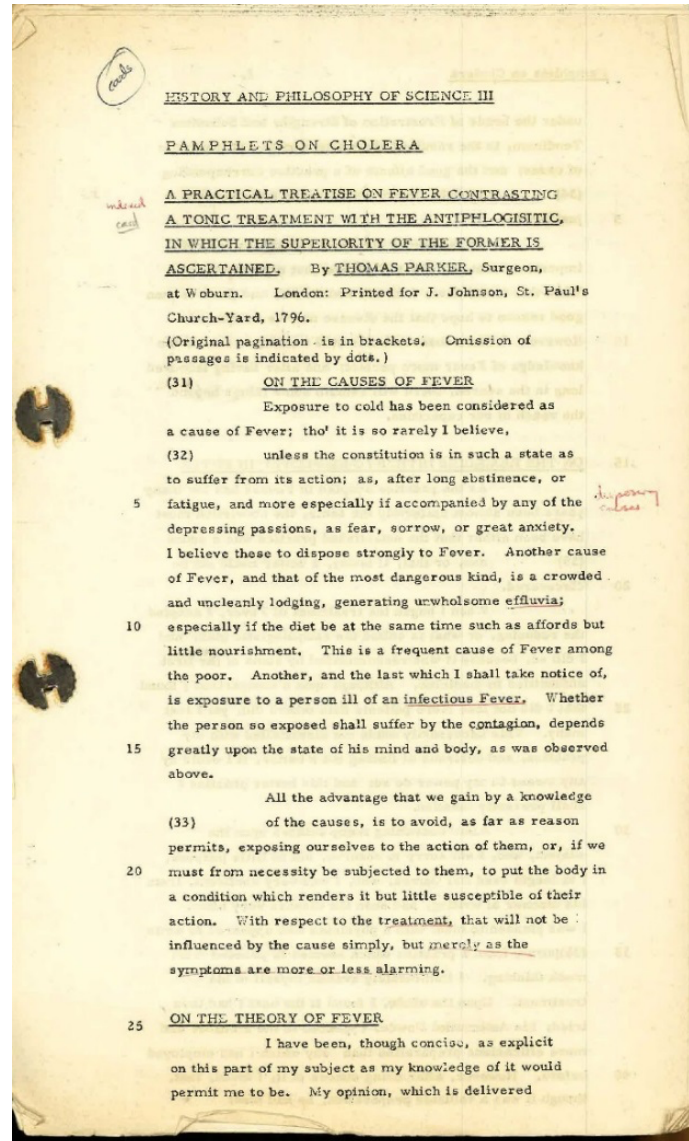 cards
HISTORY AND PHILOSOPHY OF SCIENCE III
PAMPHLETS ON CHOLERA
A PRACTICAL TREATISE ON FEVER CONTRASTING
A TONIC TREATMENT WITH THE ANTIPHLOGISITIC,
IN WHICH THE SUPERIORITY OF THE FORMER IS
ASCERTAINED. By THOMAS PARKER, Surgeon,
at Woburn. London: Printed for J. Johnson, St. Paul's
Church-Yard, 1796.
(Original pagination is in brackets. Omission of
passages is indicated by dots.)
(31) ON THE CAUSES OF FEVER
Exposure to cold has been considered as
a cause of Fever; tho' it is so rarely I believe,
(32) unless the constitution is in such a state as
to suffer from its action; as, after long abstinence, or
5 fatigue, and more especially if accompanied by any of the
depressing passions, as fear, sorrow, or great anxiety.
I believe these to dispose strongly to Fever. Another cause
of Fever, and that of the most dangerous kind, is a crowded
and uncleanly lodging, generating unwholsome effluvia;
10 especially if the diet be at the same time such as affords but
little nourishment. This is a frequent cause of Fever among
the poor. Another, and the last which I shall take notice of,
is exposure to a person ill of an infectious Fever. Whether
the person so exposed shall suffer by the contagion, depends
15 greatly upon the state of his mind and body, as was observed
above.
All the advantage that we gain by a knowledge
(33) of the causes, is to avoid, as far as reason
permits, exposing ourselves to the action of them, or, if we
20 must from necessity be subjected to them, to put the body in
a condition which renders it but little susceptible of their
action. With respect to the treatment, that will not be
influenced by the cause simply, but merely as the
symptoms are more or less alarming.
25 ON THE THEORY OF FEVER
I have been, though concise, as explicit
on this part of my subject as my knowledge of it would
permit me to be. My opinion, which is delivered
card
causes